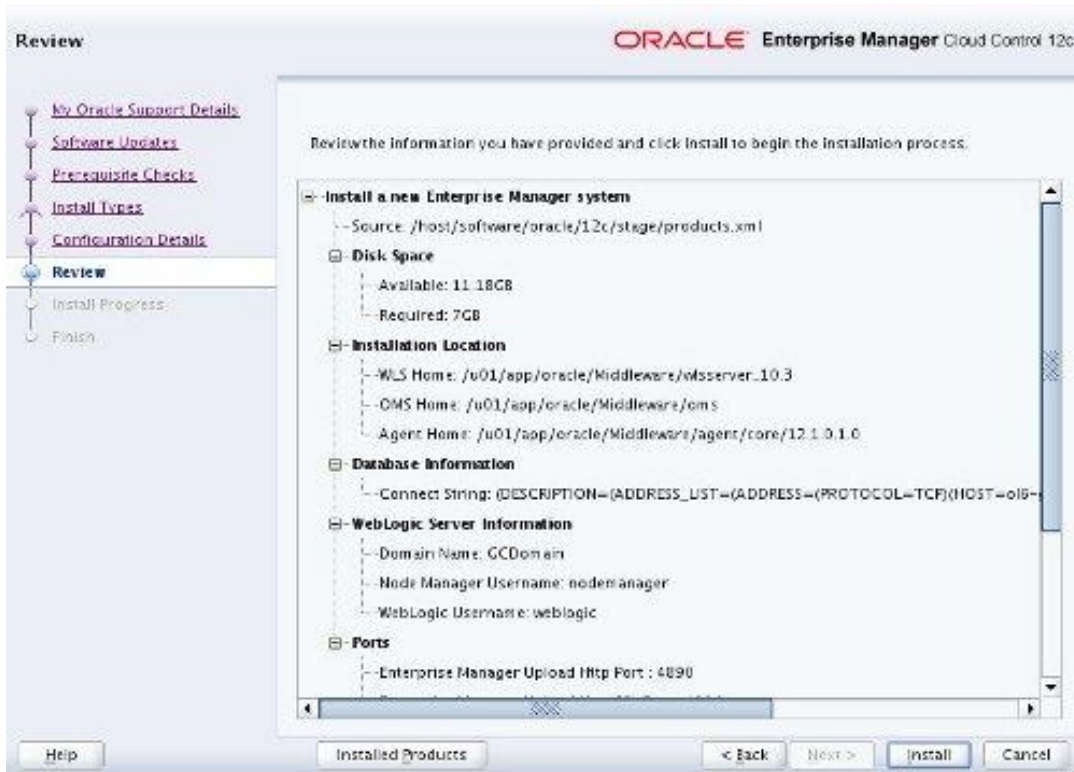 Review
ORACLE Enterprise Manager Cloud Control 12c
My Oracle Support Details
Software Updates
Prerequisite Checks
Install Types
Configuration Details
Review
Install Progress
Finish
Review the information you have provided and click Install to begin the installation process.
Install a new Enterprise Manager system
Source: /host/software/oracle/12c/stage/products.xml
Disk Space
Available: 11.18GB
Required: 7GB
Installation Location
WLS Home: /u01/app/oracle/Middleware/wlsserver_10.3
OMS Home: /u01/app/oracle/Middleware/oms
Agent Home: /u01/app/oracle/Middleware/agent/core/12.1.0.1.0
Database Information
Connect String: (DESCRIPTION=(ADDRESS_LIST=(ADDRESS=(PROTOCOL=TCP)(HOST=ol6-
WebLogic Server Information
Domain Name: GCDomain
Node Manager Username: nodemanager
WebLogic Username: weblogic
Ports
Enterprise Manager Upload Http Port : 4890
Help
Installed Products
< Back
Next >
Install
Cancel